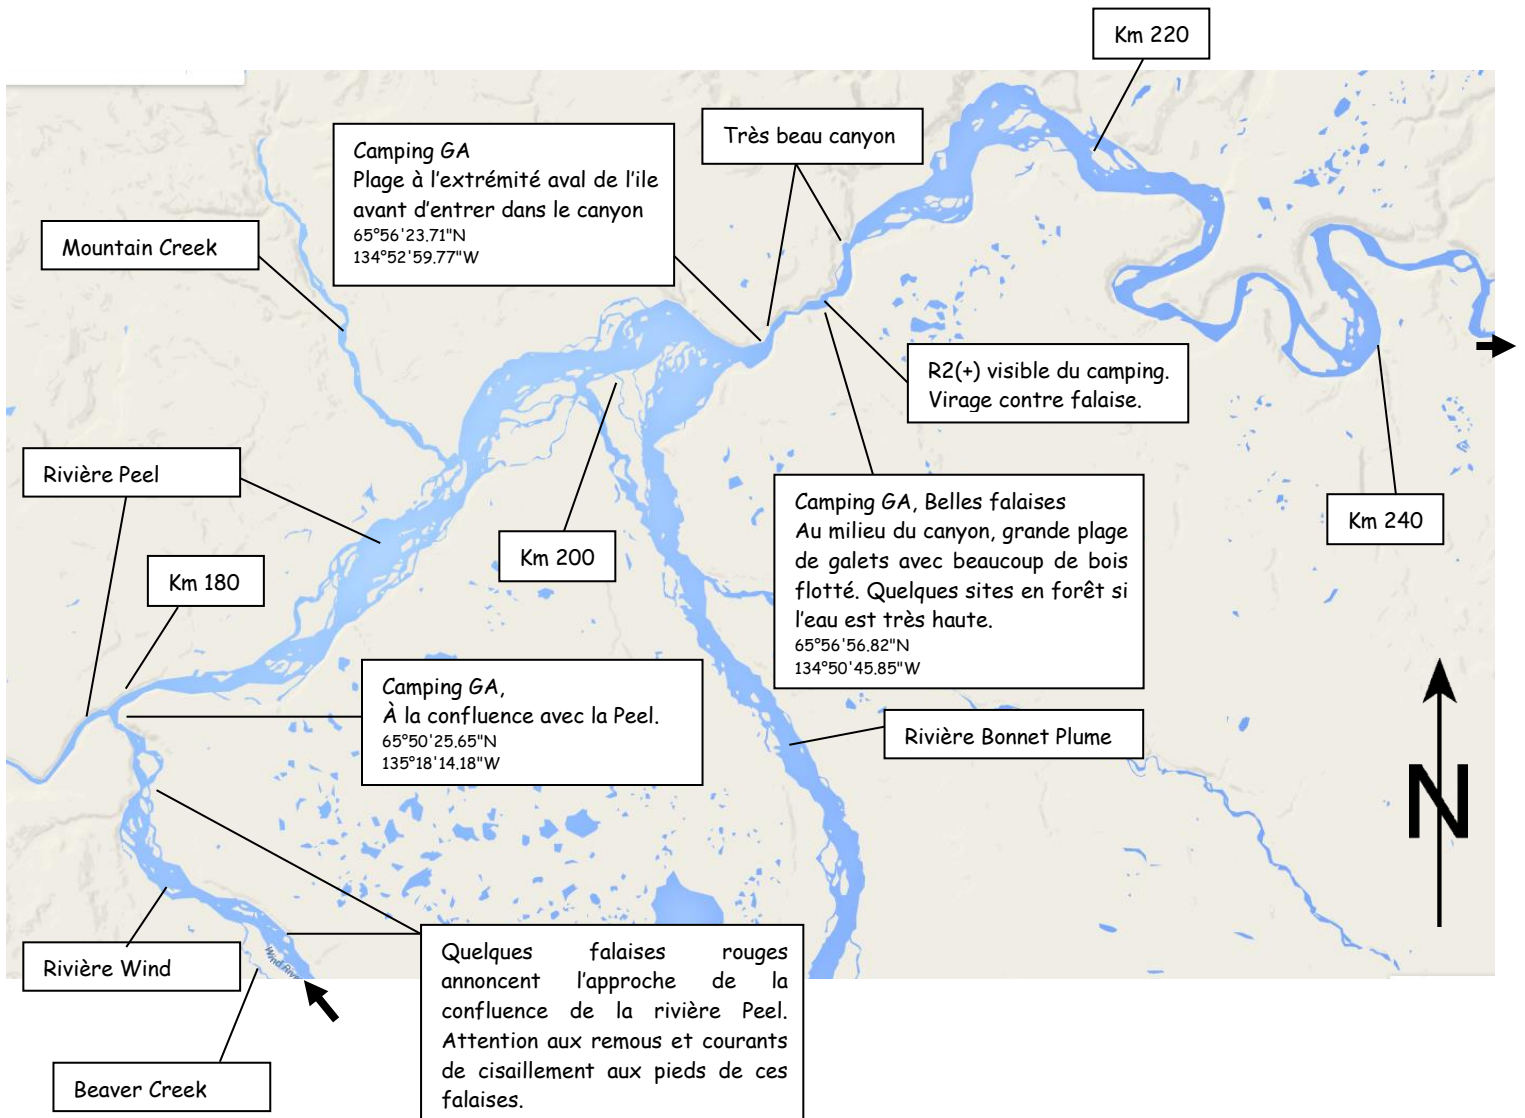 Km 220
Camping GA
Plage à l'extrémité aval de l'ile
avant d'entrer dans le canyon
65°56'23.71"N
134°52'59.77"W
Très beau canyon
Mountain Creek
R2(+) visible du camping.
Virage contre falaise.
Rivière Peel
Km 200
Km 180
Camping GA, Belles falaises
Au milieu du canyon, grande plage
de galets avec beaucoup de bois
flotté. Quelques sites en forêt si
l'eau est très haute.
65°56'56.82"N
134°50'45.85"W
Km 240
Camping GA,
À la confluence avec la Peel.
65°50'25.65"N
135°18'14.18"W
Rivière Bonnet Plume
N
Rivière Wind
Wind River
Quelques falaises rouges
annoncent l'approche de la
confluence de la rivière Peel.
Attention aux remous et courants
de cisaillement aux pieds de ces
falaises.
Beaver Creek